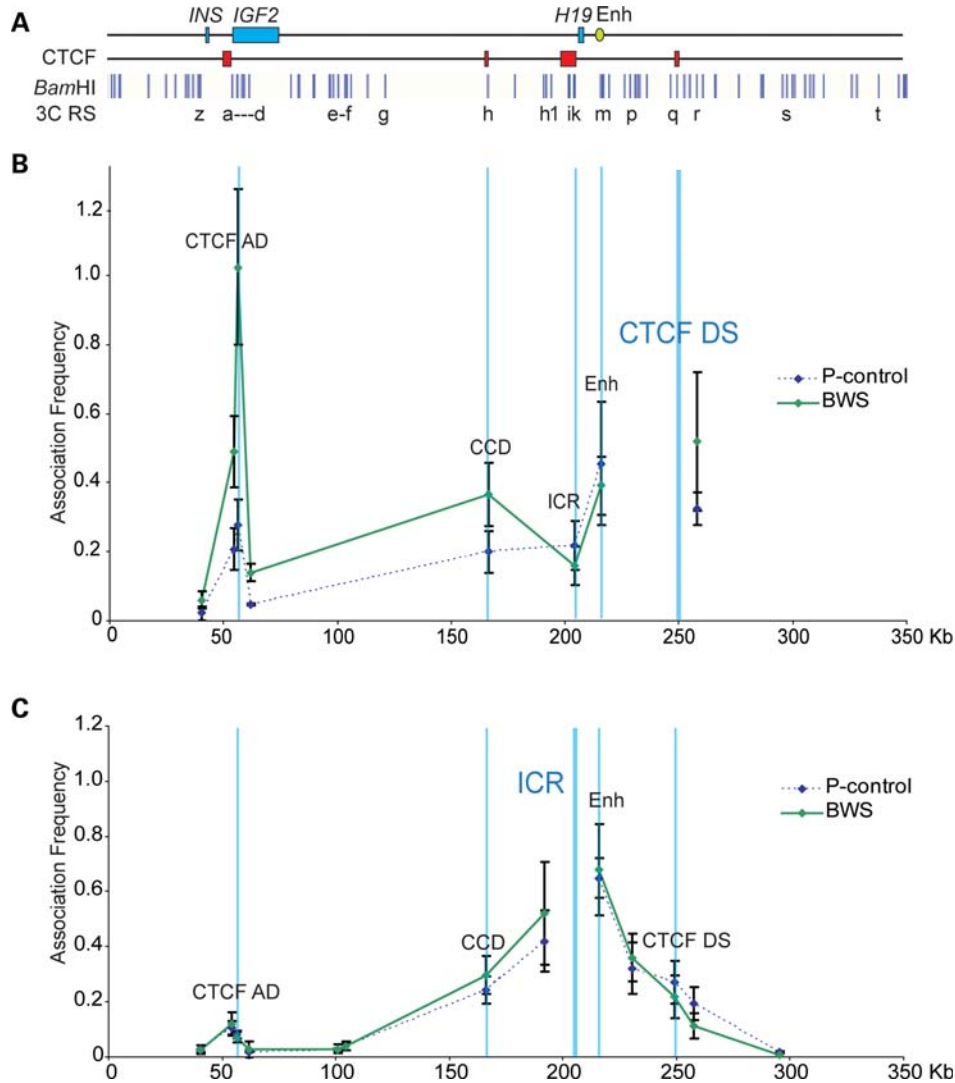 A
INS IGF2 H19 Enh
CTCF
BamHI
3C RS z a---d e-f g h h1 ik m p q r s t
B
Association Frequency
1.2
1.0
0.8
0.6
0.4
0.2
0
CTCF AD
CCD
ICR
Enh
CTCF DS
P-control
BWS
0 50 100 150 200 250 300 350 Kb
C
Association Frequency
1.2
1.0
0.8
0.6
0.4
0.2
0
CTCF AD
CCD
ICR
Enh
CTCF DS
P-control
BWS
0 50 100 150 200 250 300 350 Kb